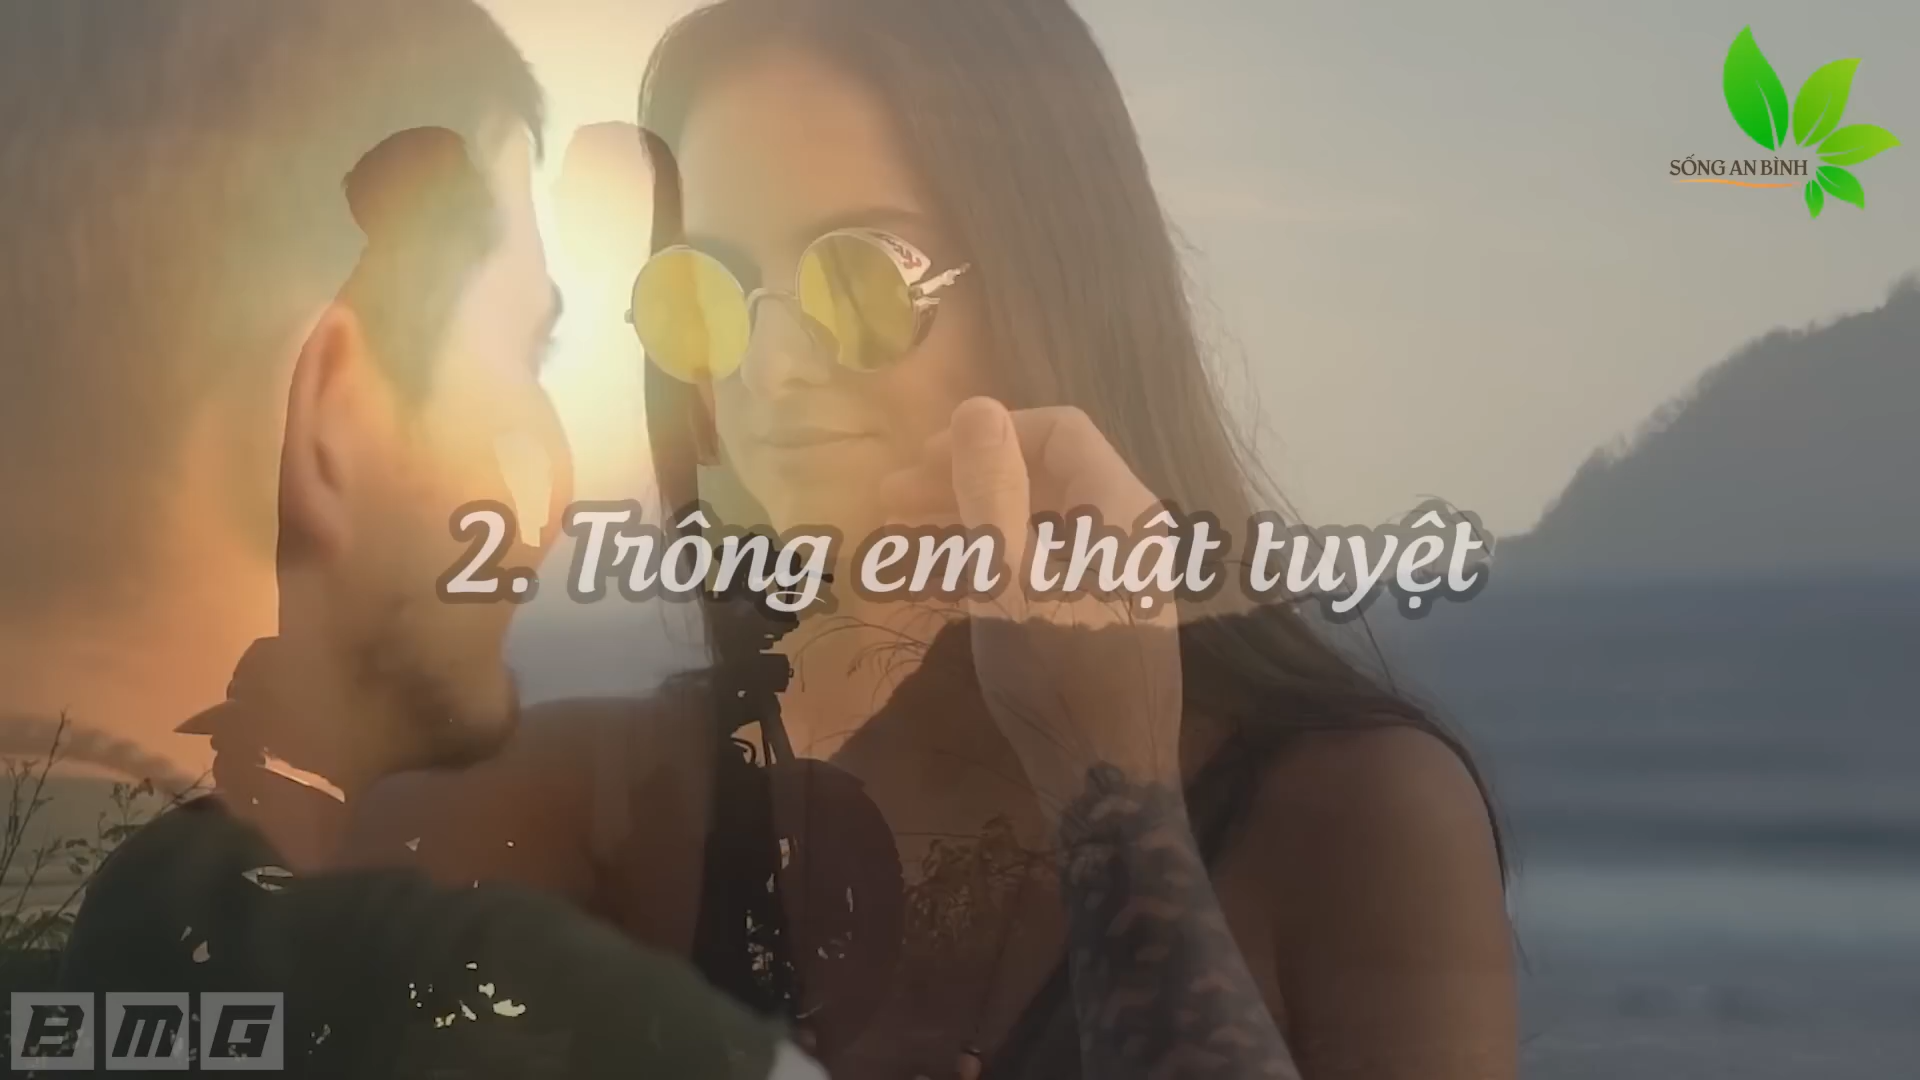 SỐNG AN BÌNH
2. Trông em thật tuyệt
BMG